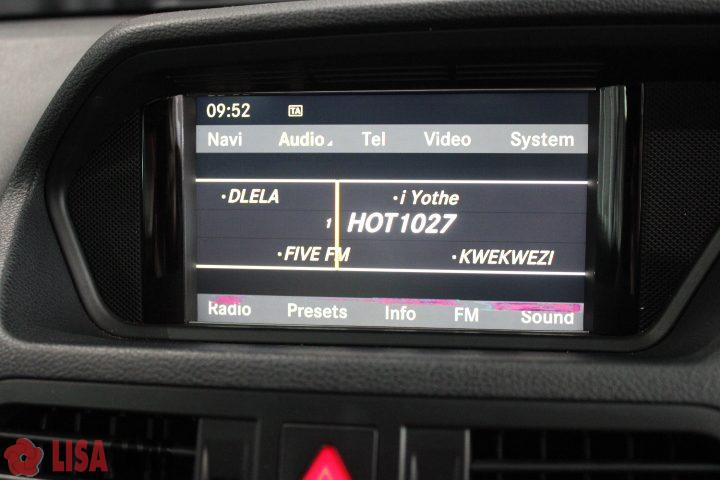 09:52 TA
Navi Audio Tel Video System
·DLELA ·i Yothe
1 HOT1027
·FIVE FM ·KWEKWEZI
Radio Presets Info FM Sound
LISA